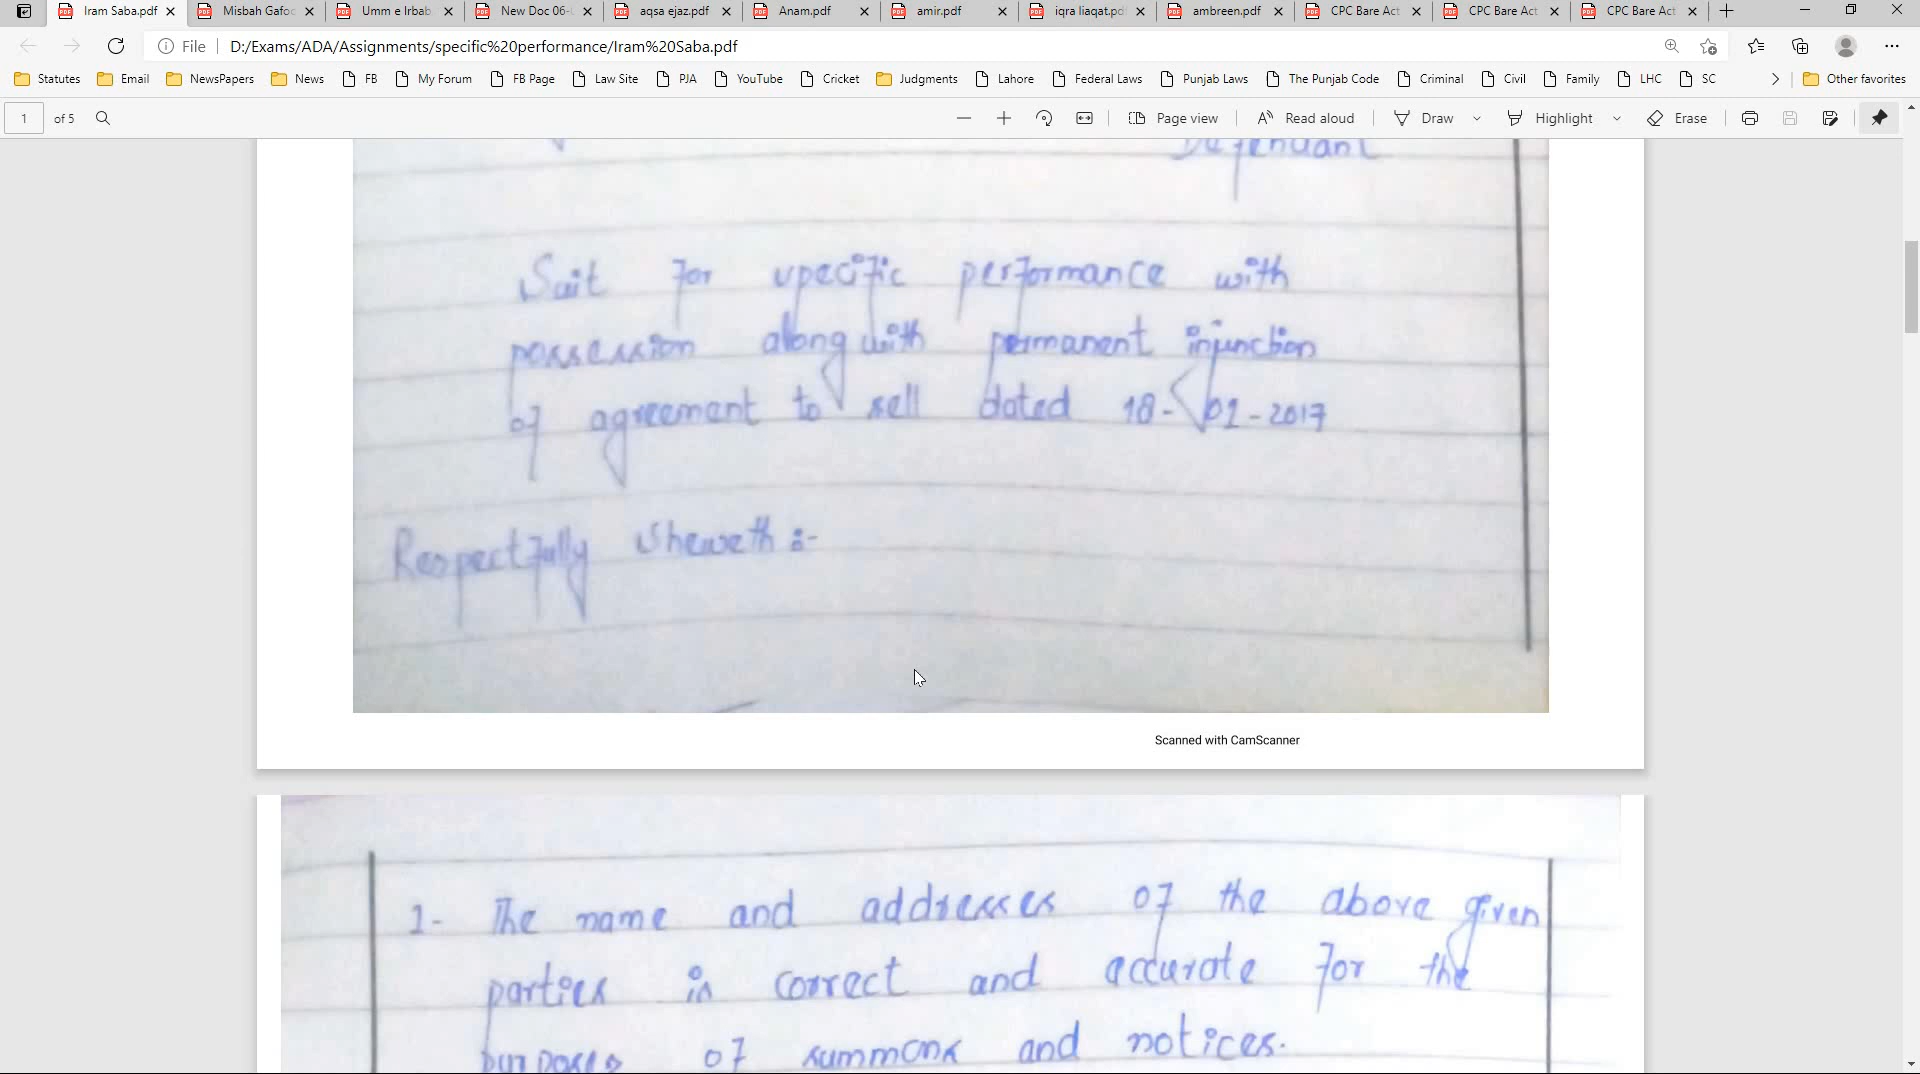 Iram Saba.pdf
Misbah Gafoo
Umm e Irbab
New Doc 06-
aqsa ejaz.pdf
Anam.pdf
amir.pdf
iqra liaqat.pdf
ambreen.pdf
CPC Bare Act
CPC Bare Act
CPC Bare Act
File
D:/Exams/ADA/Assignments/specific%20performance/Iram%20Saba.pdf
Statutes
Email
NewsPapers
News
FB
My Forum
FB Page
Law Site
PJA
YouTube
Cricket
Judgments
Lahore
Federal Laws
Punjab Laws
The Punjab Code
Criminal
Civil
Family
LHC
SC
Other favorites
1 of 5
Page view
Read aloud
Draw
Highlight
Erase
Defendant
Suit for specific performance with
possession along with permanent injunction
of agreement to sell dated 18-01-2017
Respectfully Sheweth:-
Scanned with CamScanner
1- The name and addresses of the above given
parties is correct and accurate for the
purposes of summons and notices.